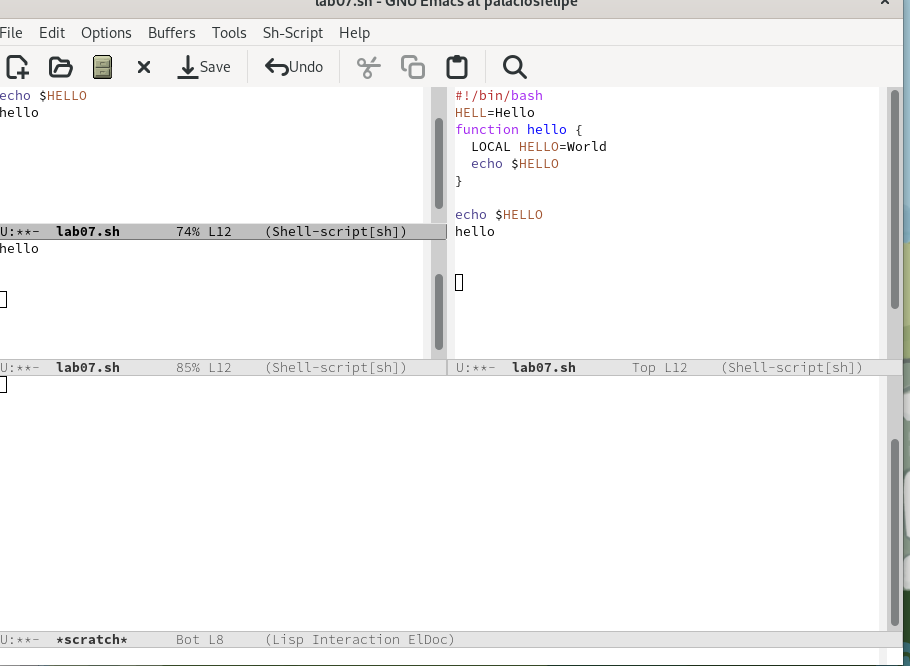 lab07.sh - GNU Emacs at palaciosfelipe
File Edit Options Buffers Tools Sh-Script Help
Save Undo
echo $HELLO
hello
U:**- lab07.sh 74% L12 (Shell-script[sh])
hello
U:**- lab07.sh 85% L12 (Shell-script[sh])
#!/bin/bash
HELL=Hello
function hello {
  LOCAL HELLO=World
  echo $HELLO
}
echo $HELLO
hello
U:**- lab07.sh Top L12 (Shell-script[sh])
U:**- *scratch* Bot L8 (Lisp Interaction ElDoc)